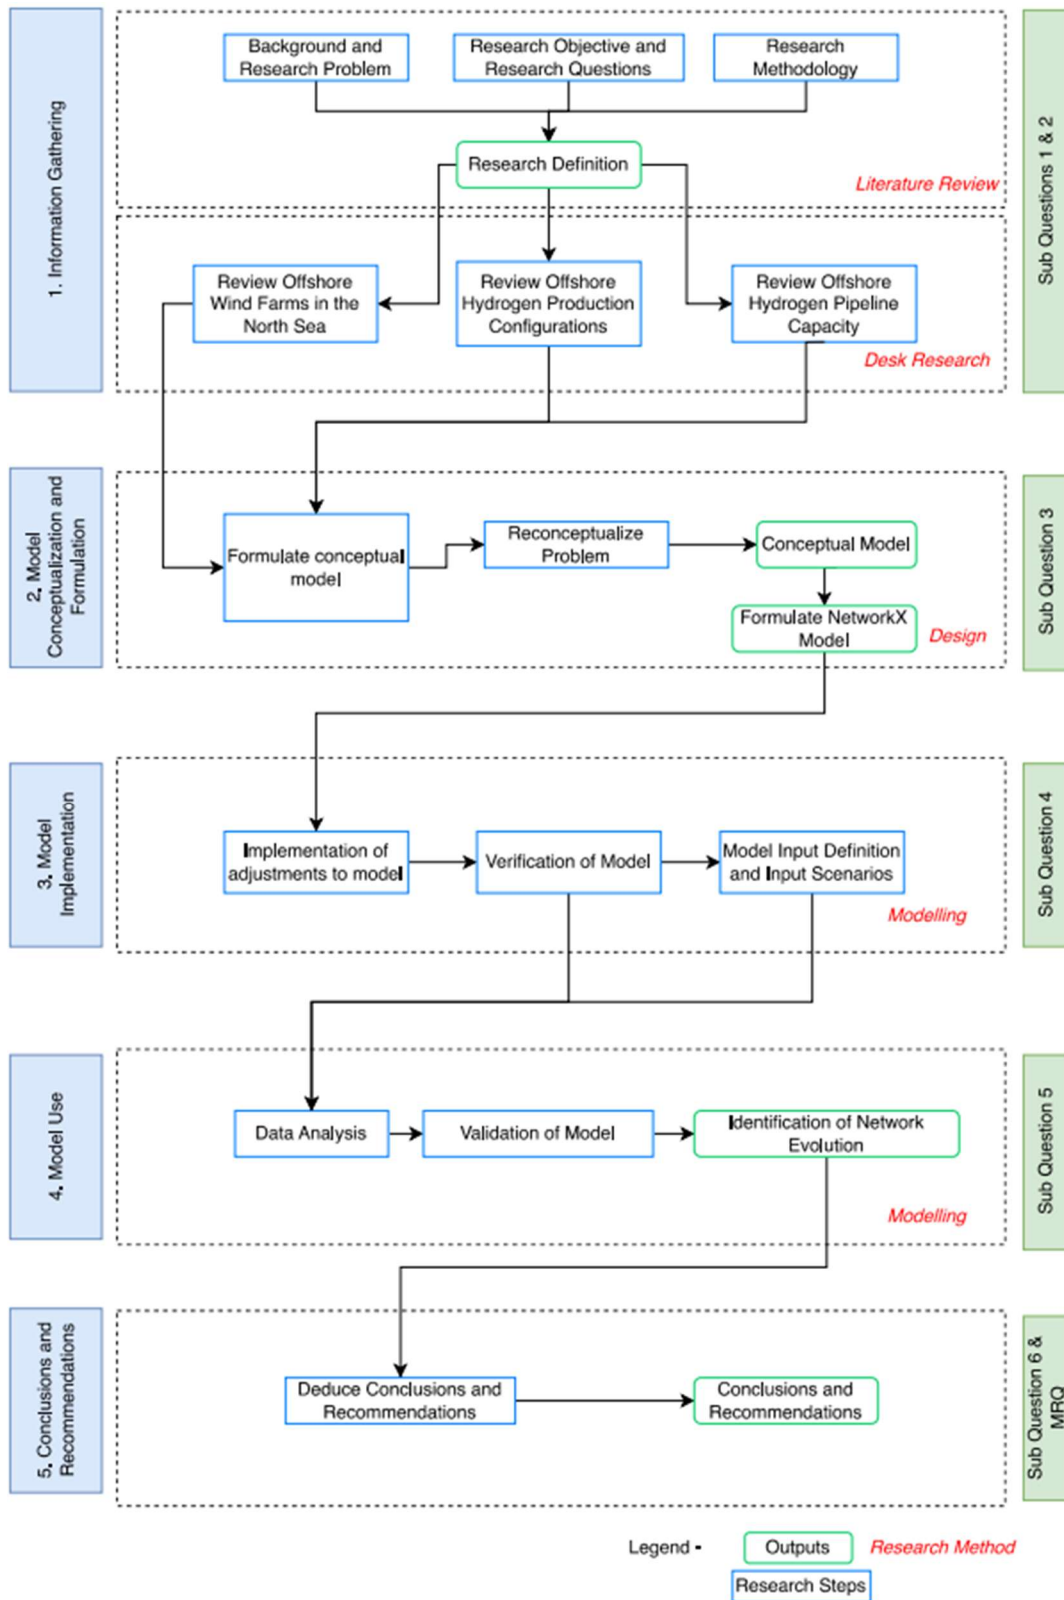 1. Information Gathering
Background and
Research Problem
Research Objective and
Research Questions
Research
Methodology
Research Definition
Literature Review
Sub Questions 1 & 2
Review Offshore
Wind Farms in the
North Sea
Review Offshore
Hydrogen Production
Configurations
Review Offshore
Hydrogen Pipeline
Capacity
Desk Research
2. Model
Conceptualization and
Formulation
Formulate conceptual
model
Reconceptualize
Problem
Conceptual Model
Formulate NetworkX
Model
Design
Sub Question 3
3. Model
Implementation
Implementation of
adjustments to model
Verification of Model
Model Input Definition
and Input Scenarios
Modelling
Sub Question 4
4. Model Use
Data Analysis
Validation of Model
Identification of Network
Evolution
Modelling
Sub Question 5
5. Conclusions and
Recommendations
Deduce Conclusions and
Recommendations
Conclusions and
Recommendations
Sub Question 6 &
MRQ
Legend -
Outputs
Research Method
Research Steps